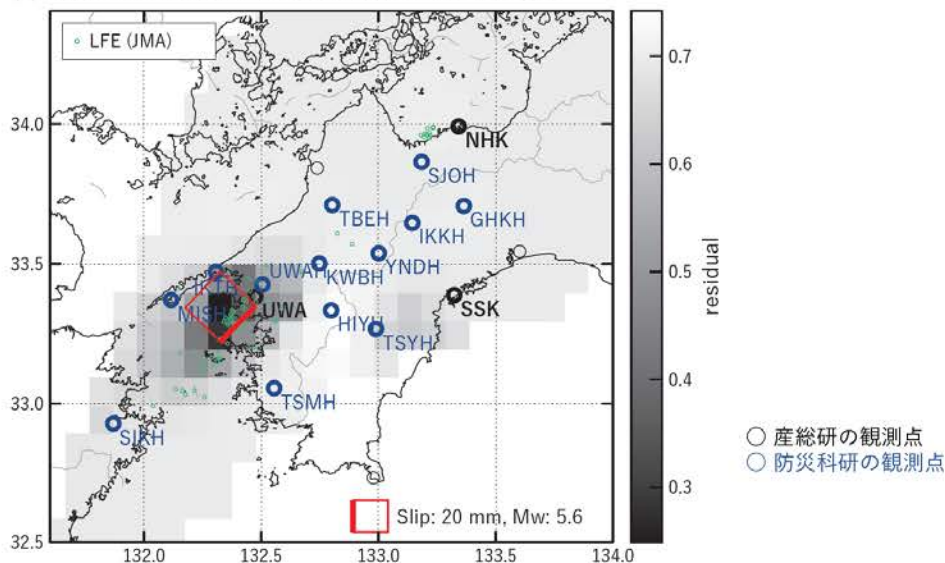 LFE (JMA)
34.0
33.5
33.0
32.5
132.0
132.5
133.0
133.5
134.0
NHK
SJOH
GHKH
TBEH
IKKH
YNDH
UWAH
KWBH
MISH
UWA
SSK
HIYH
TSYH
TSMH
Slip: 20 mm, Mw: 5.6
0.7
0.6
0.5
0.4
0.3
residual
産総研の観測点
防災科研の観測点